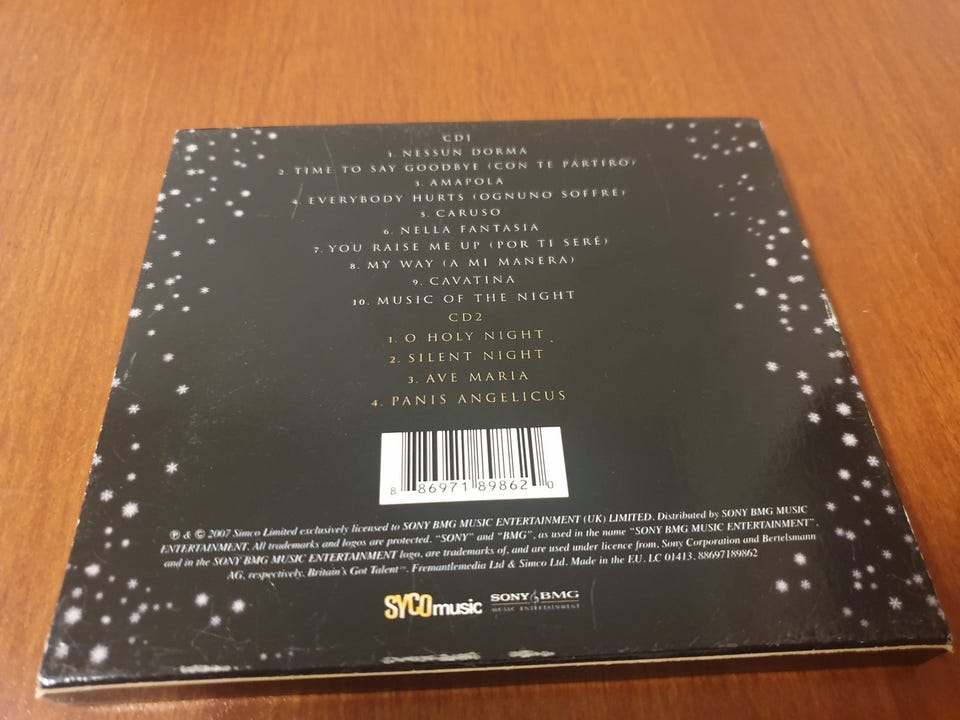 CD1
1. NESSUN DORMA
2. TIME TO SAY GOODBYE (CON TE PARTIRO)
3. AMAPOLA
4. EVERYBODY HURTS (OGNUNO SOFFRE)
5. CARUSO
6. NELLA FANTASIA
7. YOU RAISE ME UP (POR TI SERÉ)
8. MY WAY (A MI MANERA)
9. CAVATINA
10. MUSIC OF THE NIGHT
CD2
1. O HOLY NIGHT
2. SILENT NIGHT
3. AVE MARIA
4. PANIS ANGELICUS
8 86971 89862 0
℗ & © 2007 Simco Limited exclusively licensed to SONY BMG MUSIC ENTERTAINMENT (UK) LIMITED. Distributed by SONY BMG MUSIC
ENTERTAINMENT. All trademarks and logos are protected. "SONY" and "BMG", as used in the name "SONY BMG MUSIC ENTERTAINMENT",
and in the SONY BMG MUSIC ENTERTAINMENT logo, are trademarks of, and are used under licence from, Sony Corporation and Bertelsmann
AG, respectively. Britain's Got Talent™. Fremantlemedia Ltd & Simco Ltd. Made in the EU. LC 01413. 88697189862
SYCOmusic SONY BMG
MUSIC ENTERTAINMENT